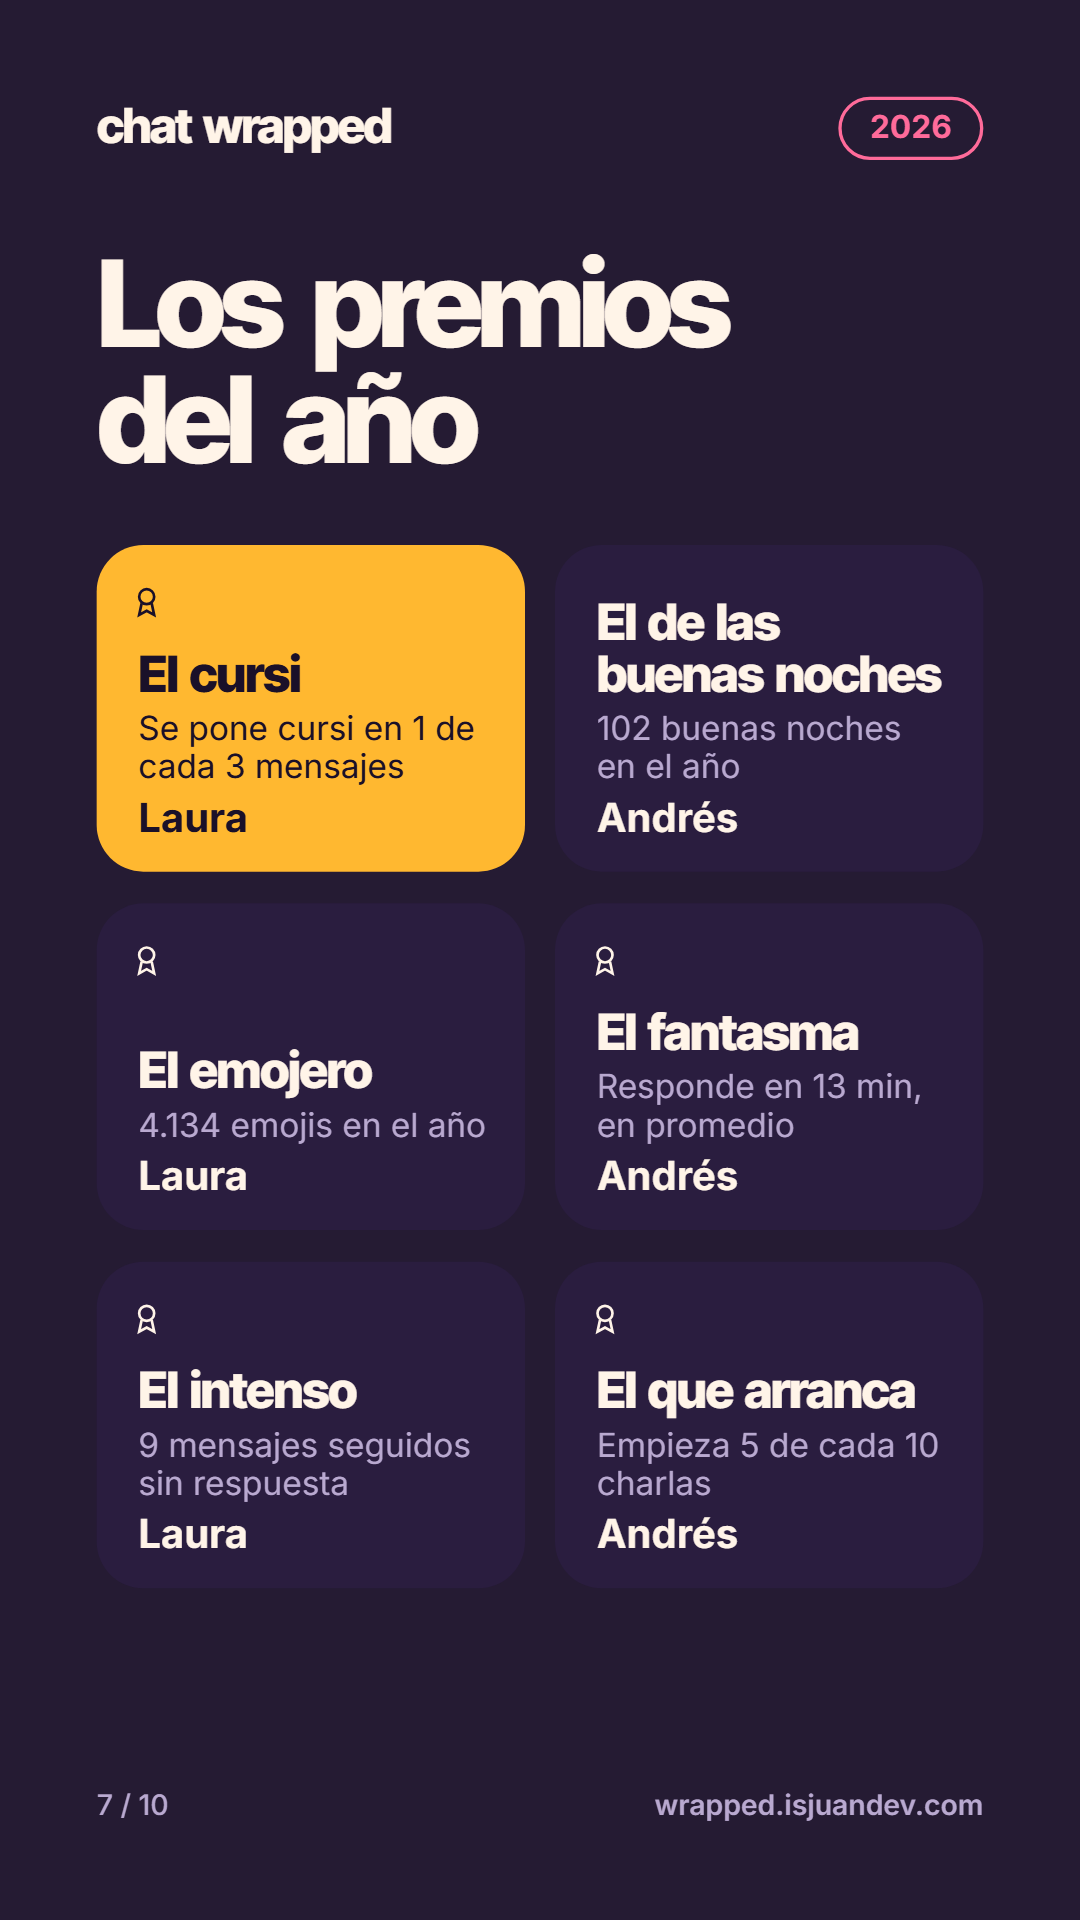 chat wrapped
2026
Los premios
del año
El cursi
Se pone cursi en 1 de
cada 3 mensajes
Laura
El de las
buenas noches
102 buenas noches
en el año
Andrés
El emojero
4.134 emojis en el año
Laura
El fantasma
Responde en 13 min,
en promedio
Andrés
El intenso
9 mensajes seguidos
sin respuesta
Laura
El que arranca
Empieza 5 de cada 10
charlas
Andrés
7 / 10
wrapped.isjuandev.com